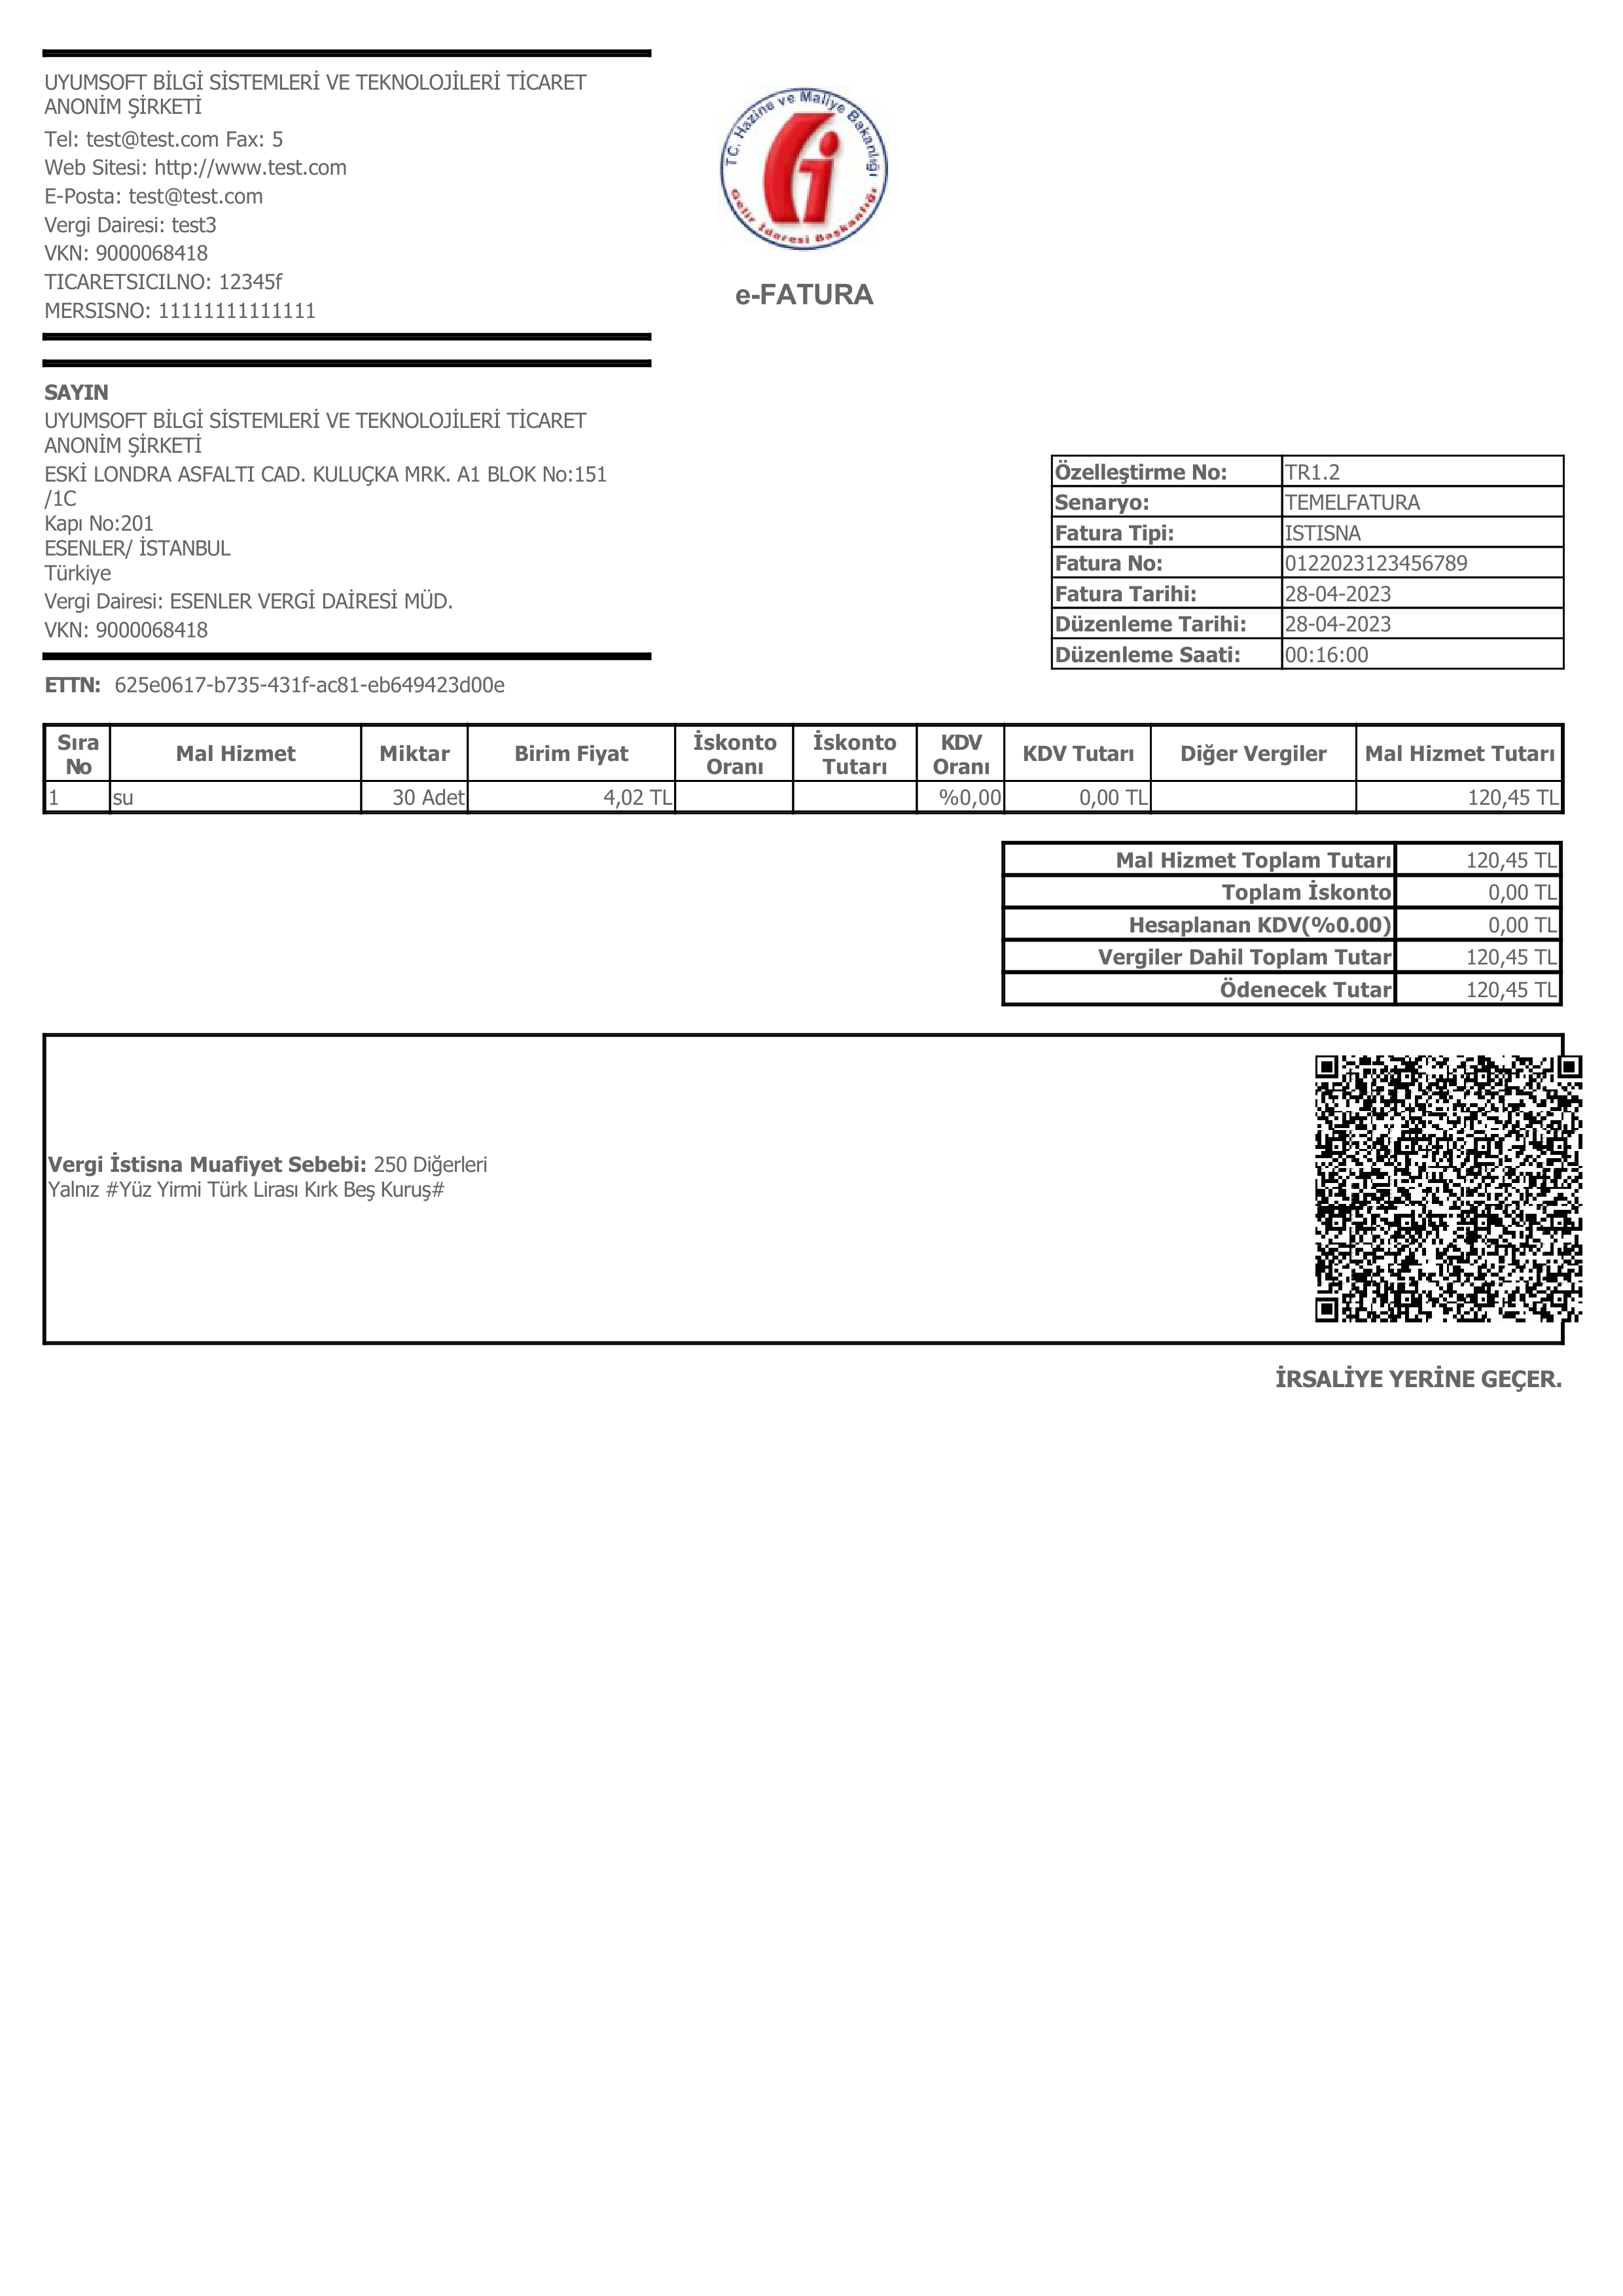 UYUMSOFT BİLGİ SİSTEMLERİ VE TEKNOLOJİLERİ TİCARET
ANONİM ŞİRKETİ
Tel: test@test.com Fax: 5
Web Sitesi: http://www.test.com
E-Posta: test@test.com
Vergi Dairesi: test3
VKN: 9000068418
TICARETSICILNO: 12345f
MERSISNO: 11111111111111
TC. Hazine ve Maliye Bakanlığı
Gelir İdaresi Başkanlığı
e-FATURA
SAYIN
UYUMSOFT BİLGİ SİSTEMLERİ VE TEKNOLOJİLERİ TİCARET
ANONİM ŞİRKETİ
ESKİ LONDRA ASFALTI CAD. KULUÇKA MRK. A1 BLOK No:151
/1C
Kapı No:201
ESENLER/ İSTANBUL
Türkiye
Vergi Dairesi: ESENLER VERGİ DAİRESİ MÜD.
VKN: 9000068418
Özelleştirme No: TR1.2
Senaryo: TEMELFATURA
Fatura Tipi: ISTISNA
Fatura No: 0122023123456789
Fatura Tarihi: 28-04-2023
Düzenleme Tarihi: 28-04-2023
Düzenleme Saati: 00:16:00
ETTN: 625e0617-b735-431f-ac81-eb649423d00e
Sıra No Mal Hizmet Miktar Birim Fiyat İskonto Oranı İskonto Tutarı KDV Oranı KDV Tutarı Diğer Vergiler Mal Hizmet Tutarı
1 su 30 Adet 4,02 TL %0,00 0,00 TL 120,45 TL
Mal Hizmet Toplam Tutarı 120,45 TL
Toplam İskonto 0,00 TL
Hesaplanan KDV(%0.00) 0,00 TL
Vergiler Dahil Toplam Tutar 120,45 TL
Ödenecek Tutar 120,45 TL
Vergi İstisna Muafiyet Sebebi: 250 Diğerleri
Yalnız #Yüz Yirmi Türk Lirası Kırk Beş Kuruş#
İRSALİYE YERİNE GEÇER.